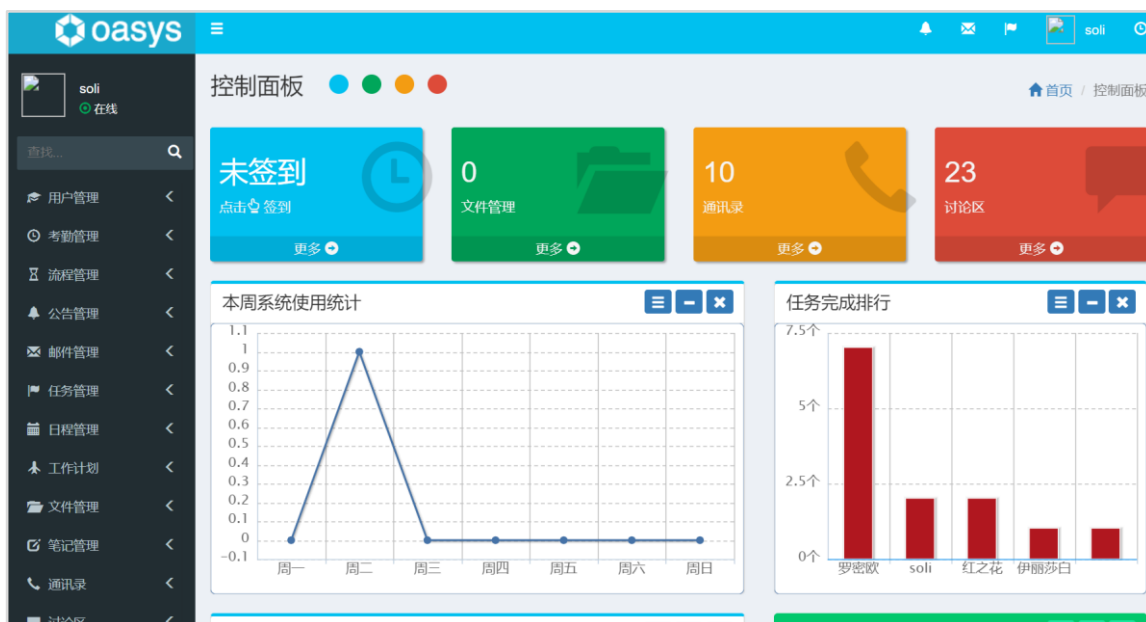 oasys
soli
soli
在线
查找...
用户管理
考勤管理
流程管理
公告管理
邮件管理
任务管理
日程管理
工作计划
文件管理
笔记管理
通讯录
讨论区
控制面板
首页 / 控制面板
未签到
点击 签到
更多
0
文件管理
更多
10
通讯录
更多
23
讨论区
更多
本周系统使用统计
1.1
1
0.9
0.8
0.7
0.6
0.5
0.4
0.3
0.2
0.1
0
-0.1
周一 周二 周三 周四 周五 周六 周日
任务完成排行
7.5个
5个
2.5个
0个
罗密欧 soli 红之花 伊丽莎白